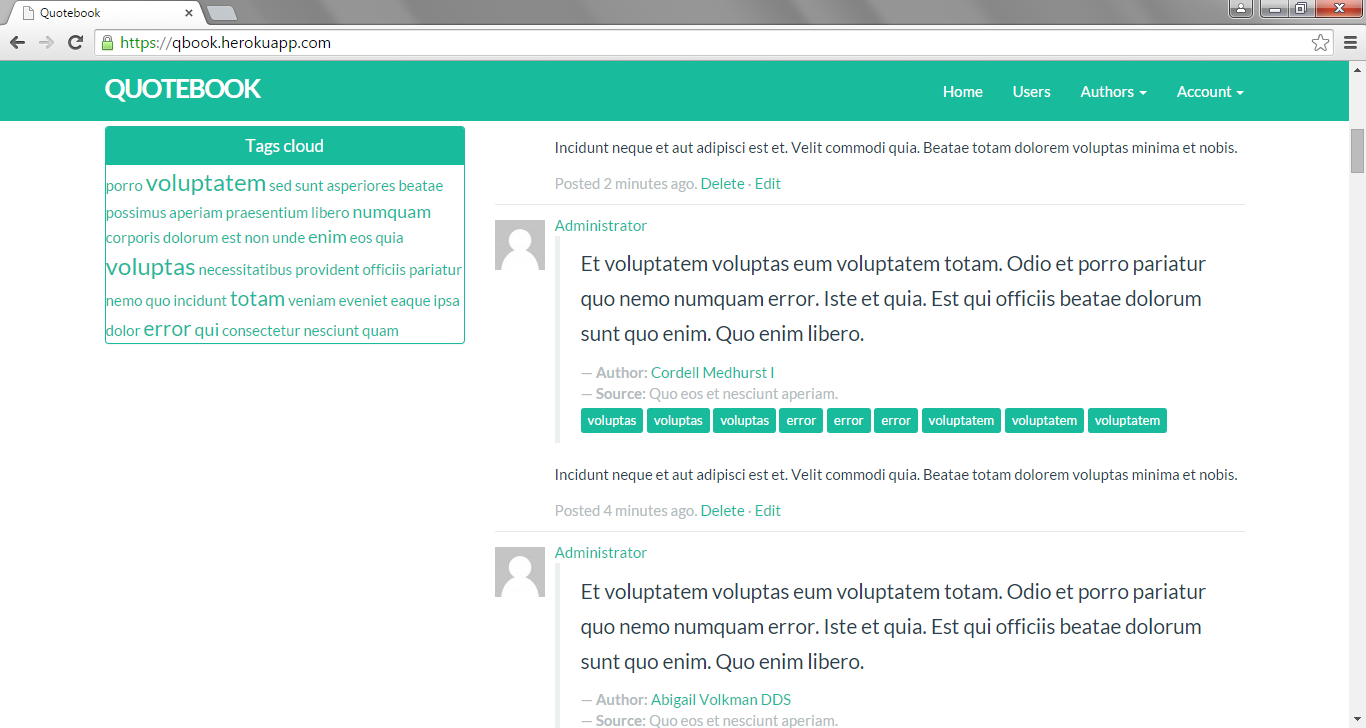 Quotebook
https://qbook.herokuapp.com
QUOTEBOOK
Home Users Authors Account
Tags cloud
porro voluptatem sed sunt asperiores beatae
possimus aperiam praesentium libero numquam
corporis dolorum est non unde enim eos quia
voluptas necessitatibus provident officiis pariatur
nemo quo incidunt totam veniam eveniet eaque ipsa
dolor error qui consectetur nesciunt quam
Incidunt neque et aut adipisci est et. Velit commodi quia. Beatae totam dolorem voluptas minima et nobis.
Posted 2 minutes ago. Delete · Edit
Administrator
Et voluptatem voluptas eum voluptatem totam. Odio et porro pariatur
quo nemo numquam error. Iste et quia. Est qui officiis beatae dolorum
sunt quo enim. Quo enim libero.
— Author: Cordell Medhurst I
— Source: Quo eos et nesciunt aperiam.
voluptas voluptas voluptas error error error voluptatem voluptatem voluptatem
Incidunt neque et aut adipisci est et. Velit commodi quia. Beatae totam dolorem voluptas minima et nobis.
Posted 4 minutes ago. Delete · Edit
Administrator
Et voluptatem voluptas eum voluptatem totam. Odio et porro pariatur
quo nemo numquam error. Iste et quia. Est qui officiis beatae dolorum
sunt quo enim. Quo enim libero.
— Author: Abigail Volkman DDS
— Source: Quo eos et nesciunt aperiam.